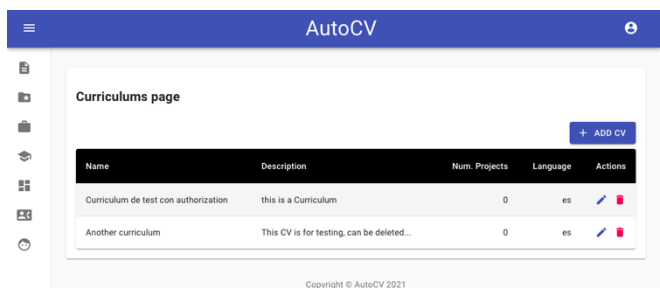 AutoCV
Curriculums page
+ ADD CV
Name Description Num. Projects Language Actions
Curriculum de test con authorization this is a Curriculum 0 es
Another curriculum This CV is for testing, can be deleted... 0 es
Copyright © AutoCV 2021